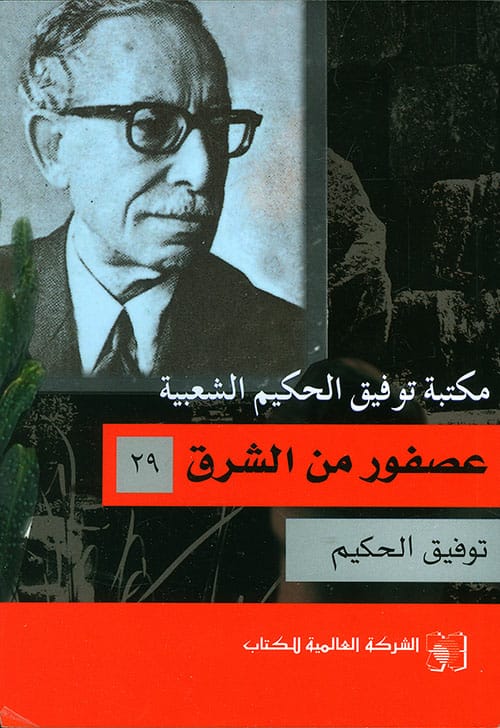 مكتبة توفيق الحكيم الشعبية
عصفور من الشرق ٢٩
توفيق الحكيم
الشركة العالمية للكتاب